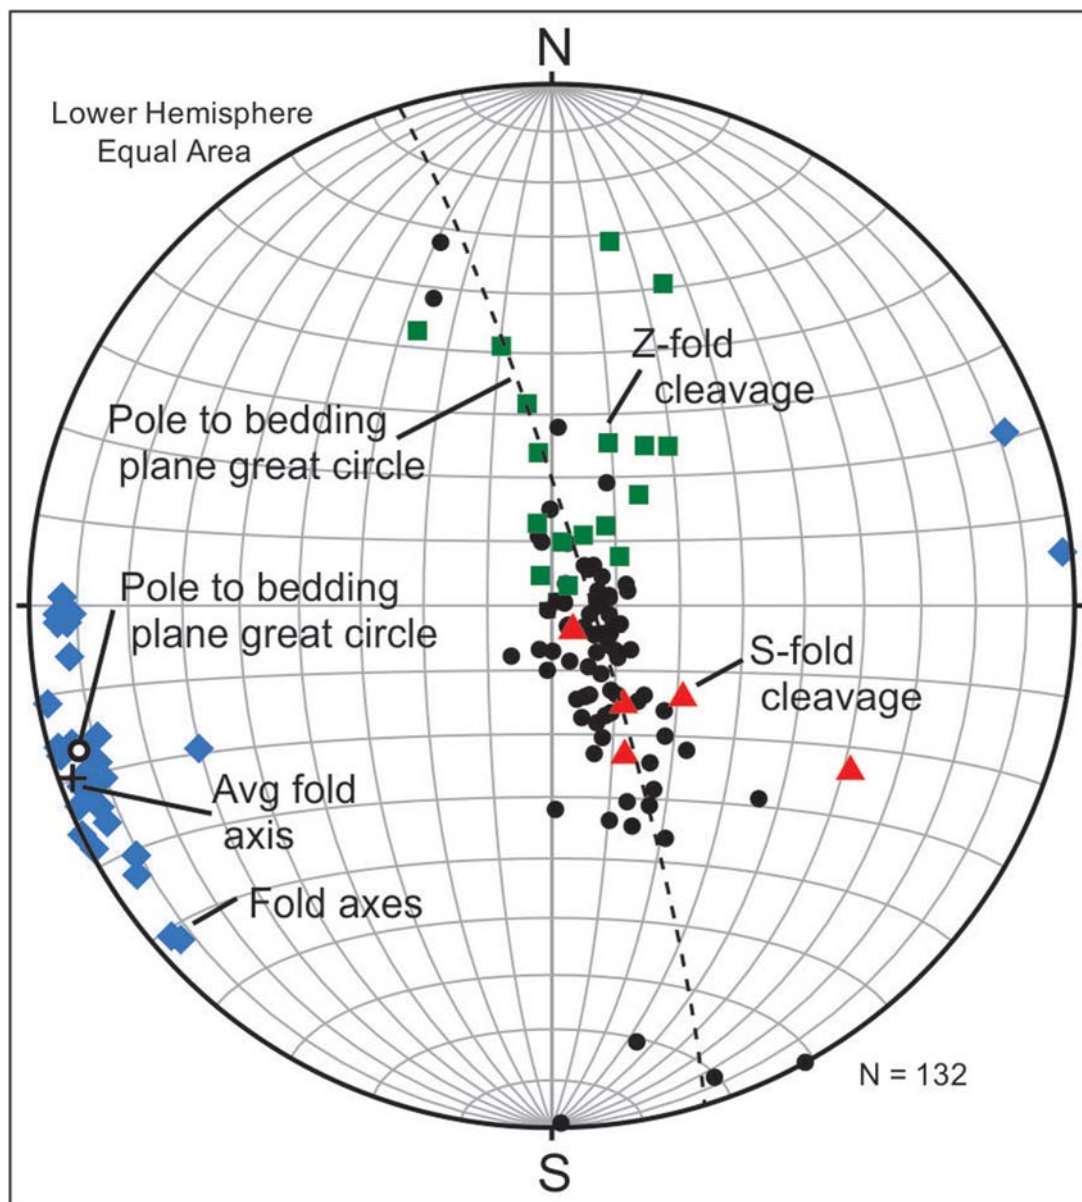 N
Lower Hemisphere
Equal Area
Z-fold
cleavage
Pole to bedding
plane great circle
Pole to bedding
plane great circle
S-fold
cleavage
Avg fold
axis
Fold axes
N = 132
S